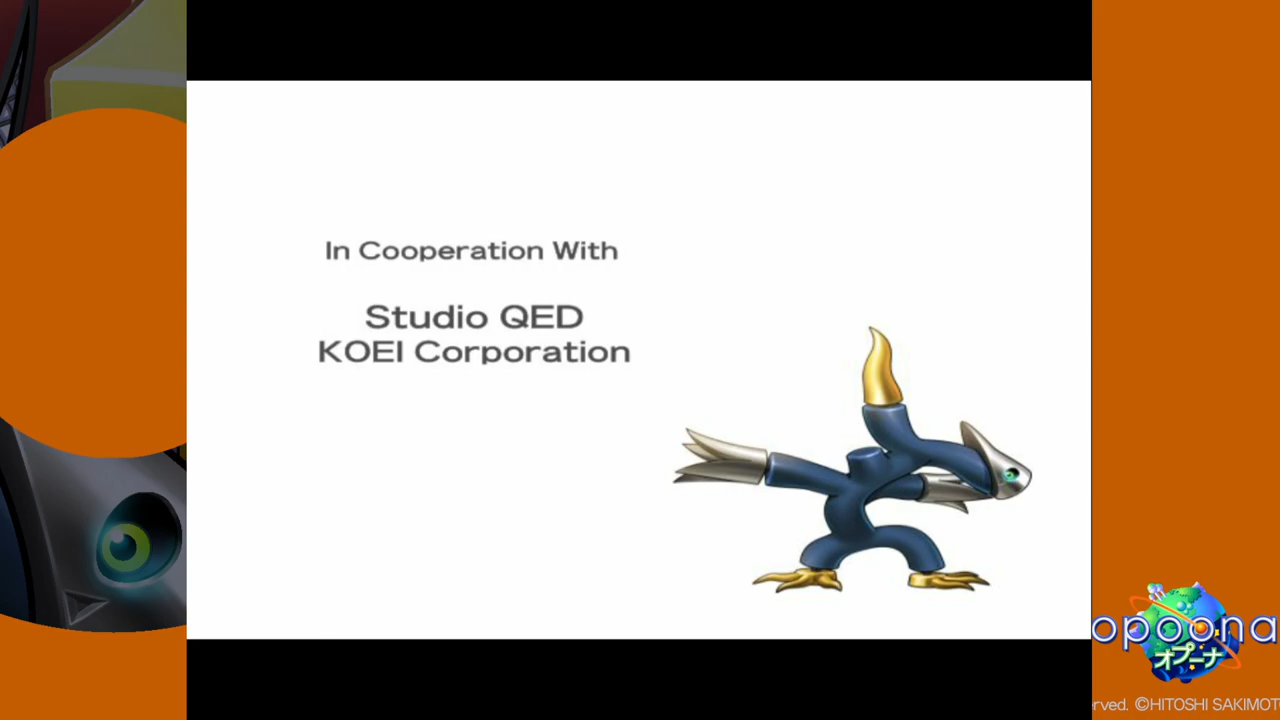 In Cooperation With
Studio QED
KOEI Corporation
opoona
オプーナ
rved. ©HITOSHI SAKIMOT